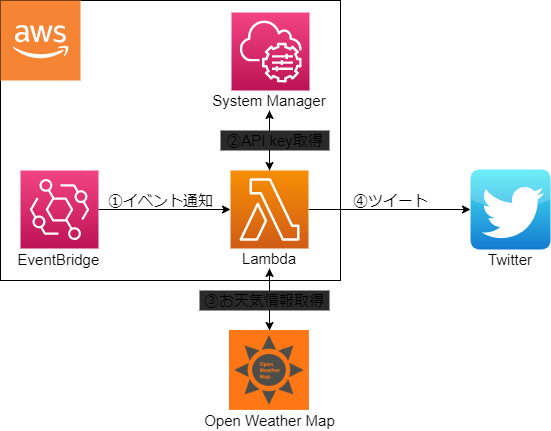 aws
System Manager
②API key取得
①イベント通知
④ツイート
EventBridge
Lambda
Twitter
③お天気情報取得
Open
Weather
Map
Open Weather Map